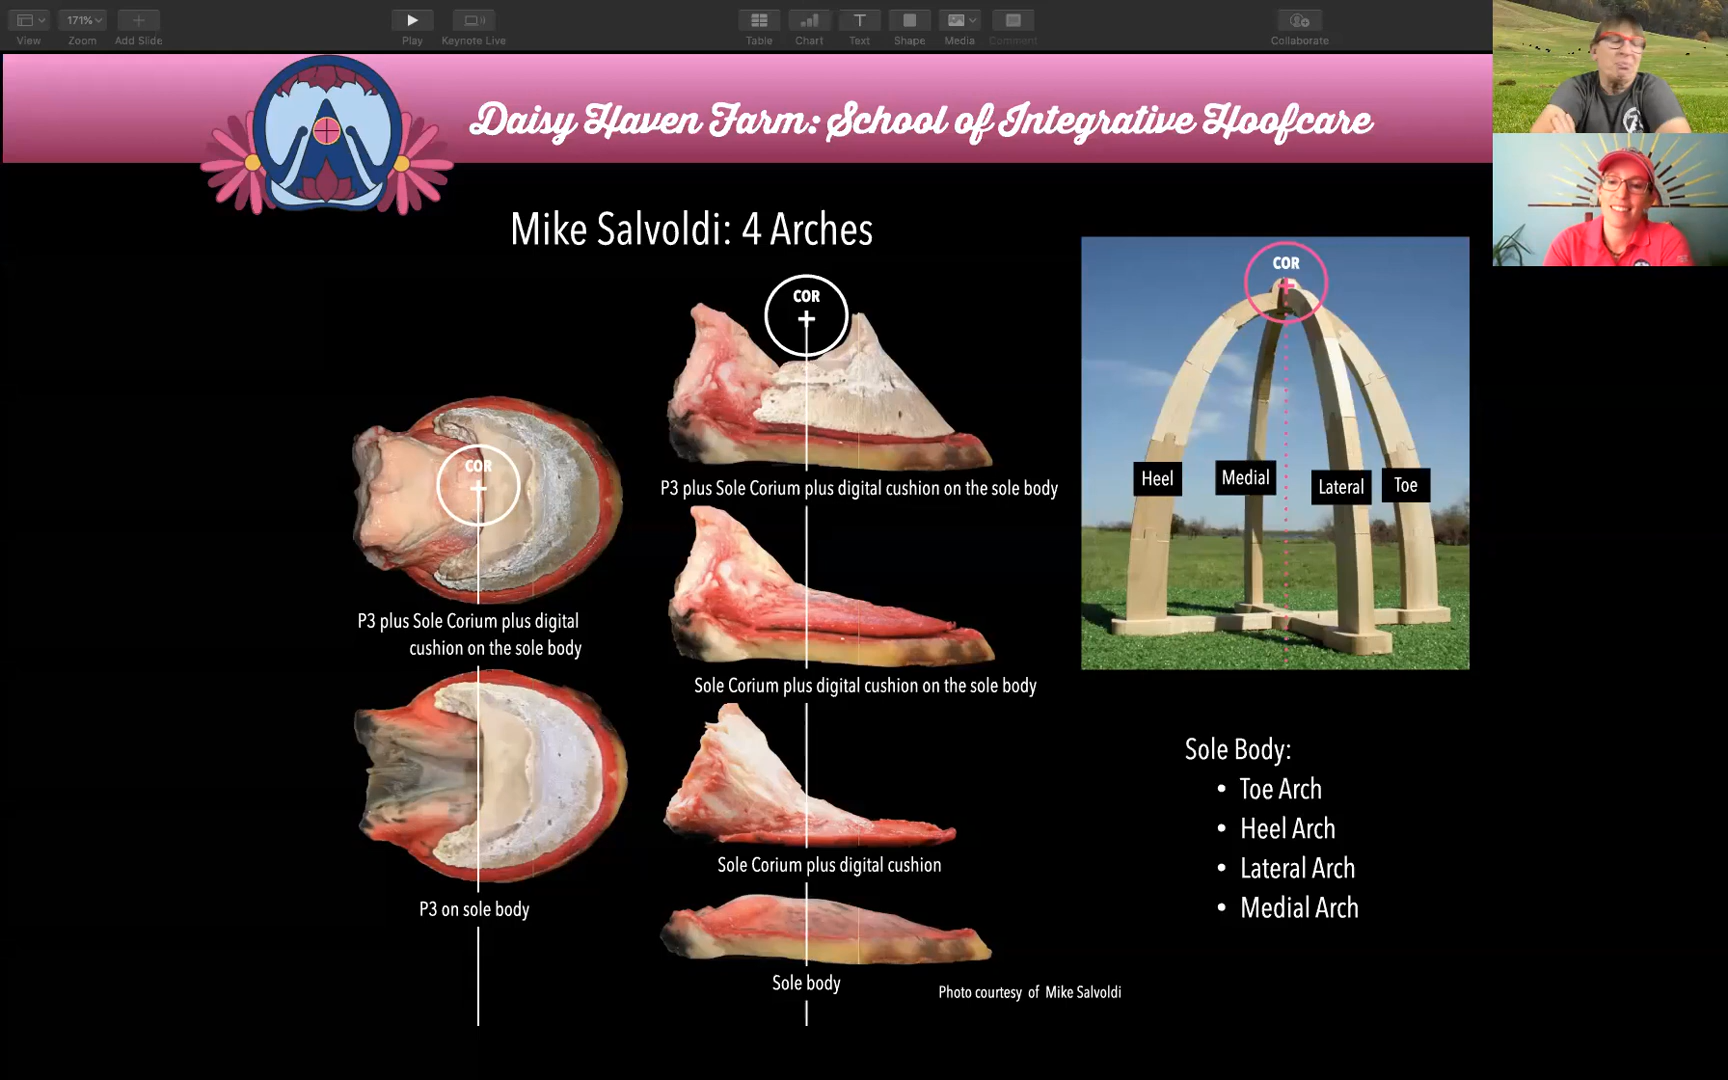 View
171%
Zoom
Add Slide
Play
Keynote Live
Table
Chart
Text
Shape
Media
Comment
Collaborate
Daisy Haven Farm: School of Integrative Hoofcare
Mike Salvoldi: 4 Arches
COR
P3 plus Sole Corium plus digital
cushion on the sole body
P3 on sole body
COR
P3 plus Sole Corium plus digital cushion on the sole body
Sole Corium plus digital cushion on the sole body
Sole Corium plus digital cushion
Sole body
COR
Heel
Medial
Lateral
Toe
Sole Body:
• Toe Arch
• Heel Arch
• Lateral Arch
• Medial Arch
Photo courtesy of Mike Salvoldi